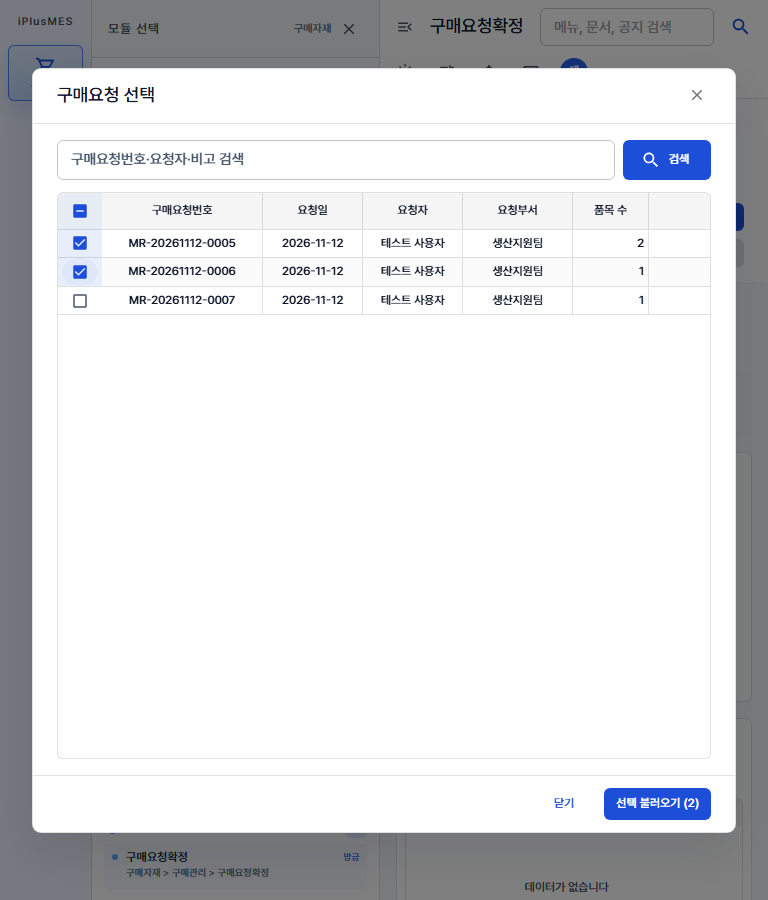 iPlusMES
모듈 선택
구매자재
구매요청확정
메뉴, 문서, 공지 검색
구매요청 선택
구매요청번호·요청자·비고 검색
검색
구매요청번호 요청일 요청자 요청부서 품목 수
MR-20261112-0005 2026-11-12 테스트 사용자 생산지원팀 2
MR-20261112-0006 2026-11-12 테스트 사용자 생산지원팀 1
MR-20261112-0007 2026-11-12 테스트 사용자 생산지원팀 1
닫기
선택 불러오기 (2)
구매요청확정
방금
구매자재 > 구매관리 > 구매요청확정
데이터가 없습니다